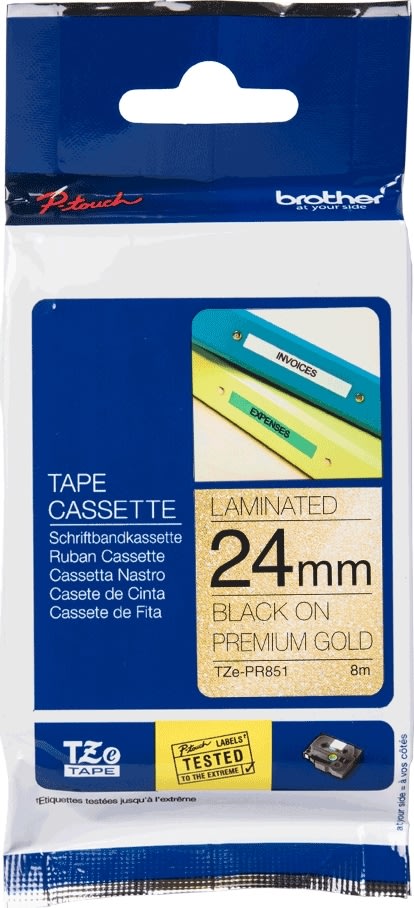 P-touch
brother
at your side
INVOICES
EXPENSES
TAPE
CASSETTE
Schriftbandkassette
Ruban Cassette
Cassetta Nastro
Casete de Cinta
Cassete de Fita
LAMINATED
24mm
BLACK ON
PREMIUM GOLD
TZe-PR851 8m
TZe
TAPE
P-touch LABELS†
TESTED
TO THE EXTREME
†Etiquettes testées jusqu'à l'extrême
at your side = à vos côtés